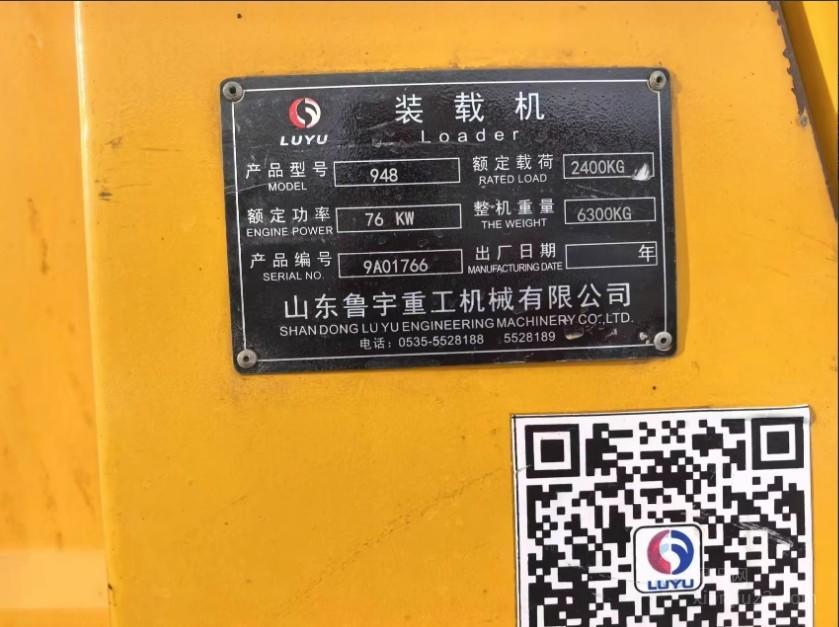 LUYU
装载机
Loader
产品型号 948 额定载荷 2400KG
MODEL RATED LOAD
额定功率 76 KW 整机重量 6300KG
ENGINE POWER THE WEIGHT
产品编号 9A01766 出厂日期 年
SERIAL NO. MANUFACTURING DATE
山东鲁宇重工机械有限公司
SHANDONG LU YU ENGINEERING MACHINERY CO.,LTD.
电话：0535-5528188 5528189
LUYU